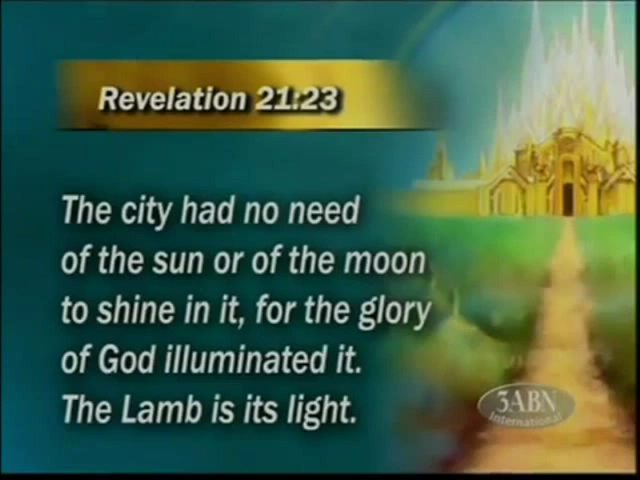 Revelation 21:23
The city had no need
of the sun or of the moon
to shine in it, for the glory
of God illuminated it.
The Lamb is its light.
3ABN
International